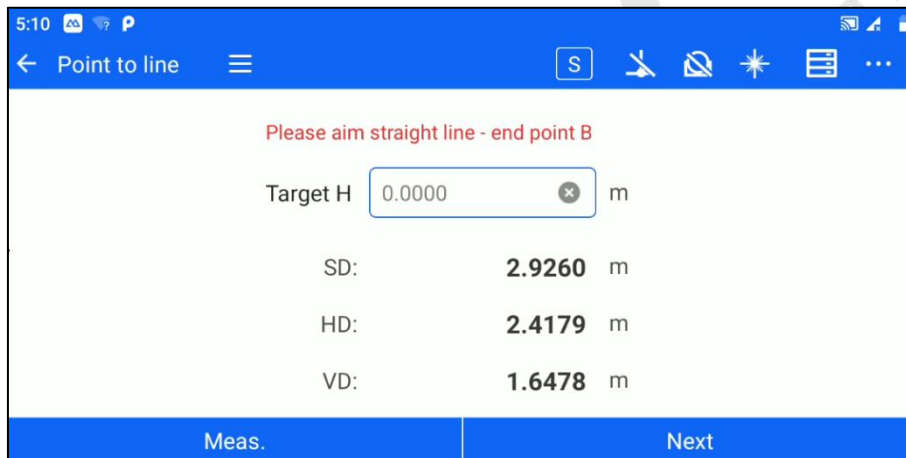 5:10
Point to line
S
Please aim straight line - end point B
Target H 0.0000 m
SD: 2.9260 m
HD: 2.4179 m
VD: 1.6478 m
Meas. Next